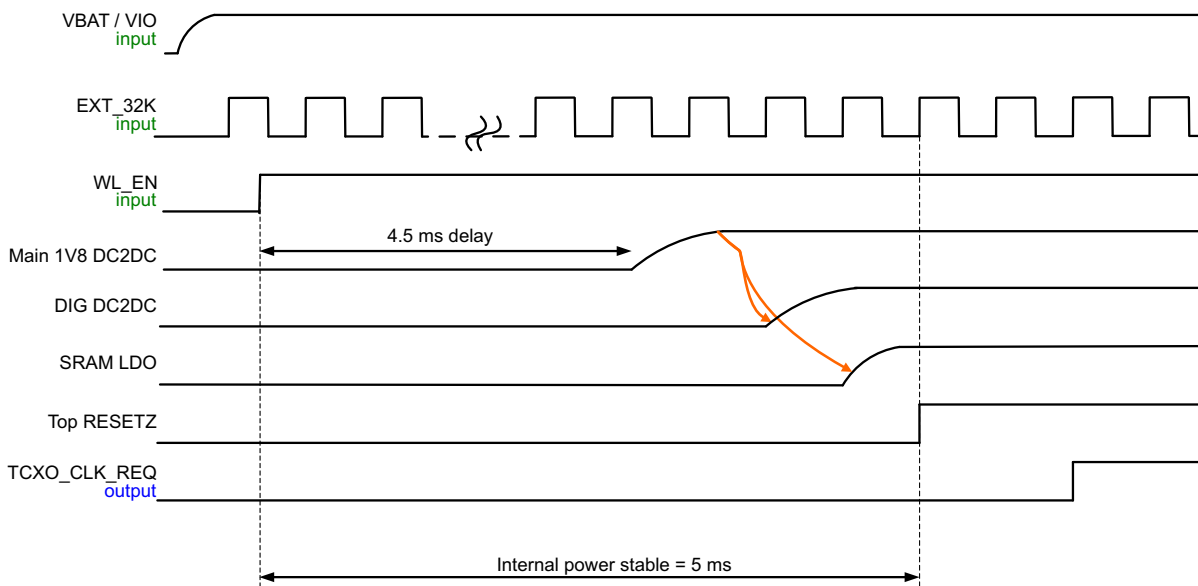 VBAT / VIO
input
EXT_32K
input
WL_EN
input
4.5 ms delay
Main 1V8 DC2DC
DIG DC2DC
SRAM LDO
Top RESETZ
TCXO_CLK_REQ
output
Internal power stable = 5 ms